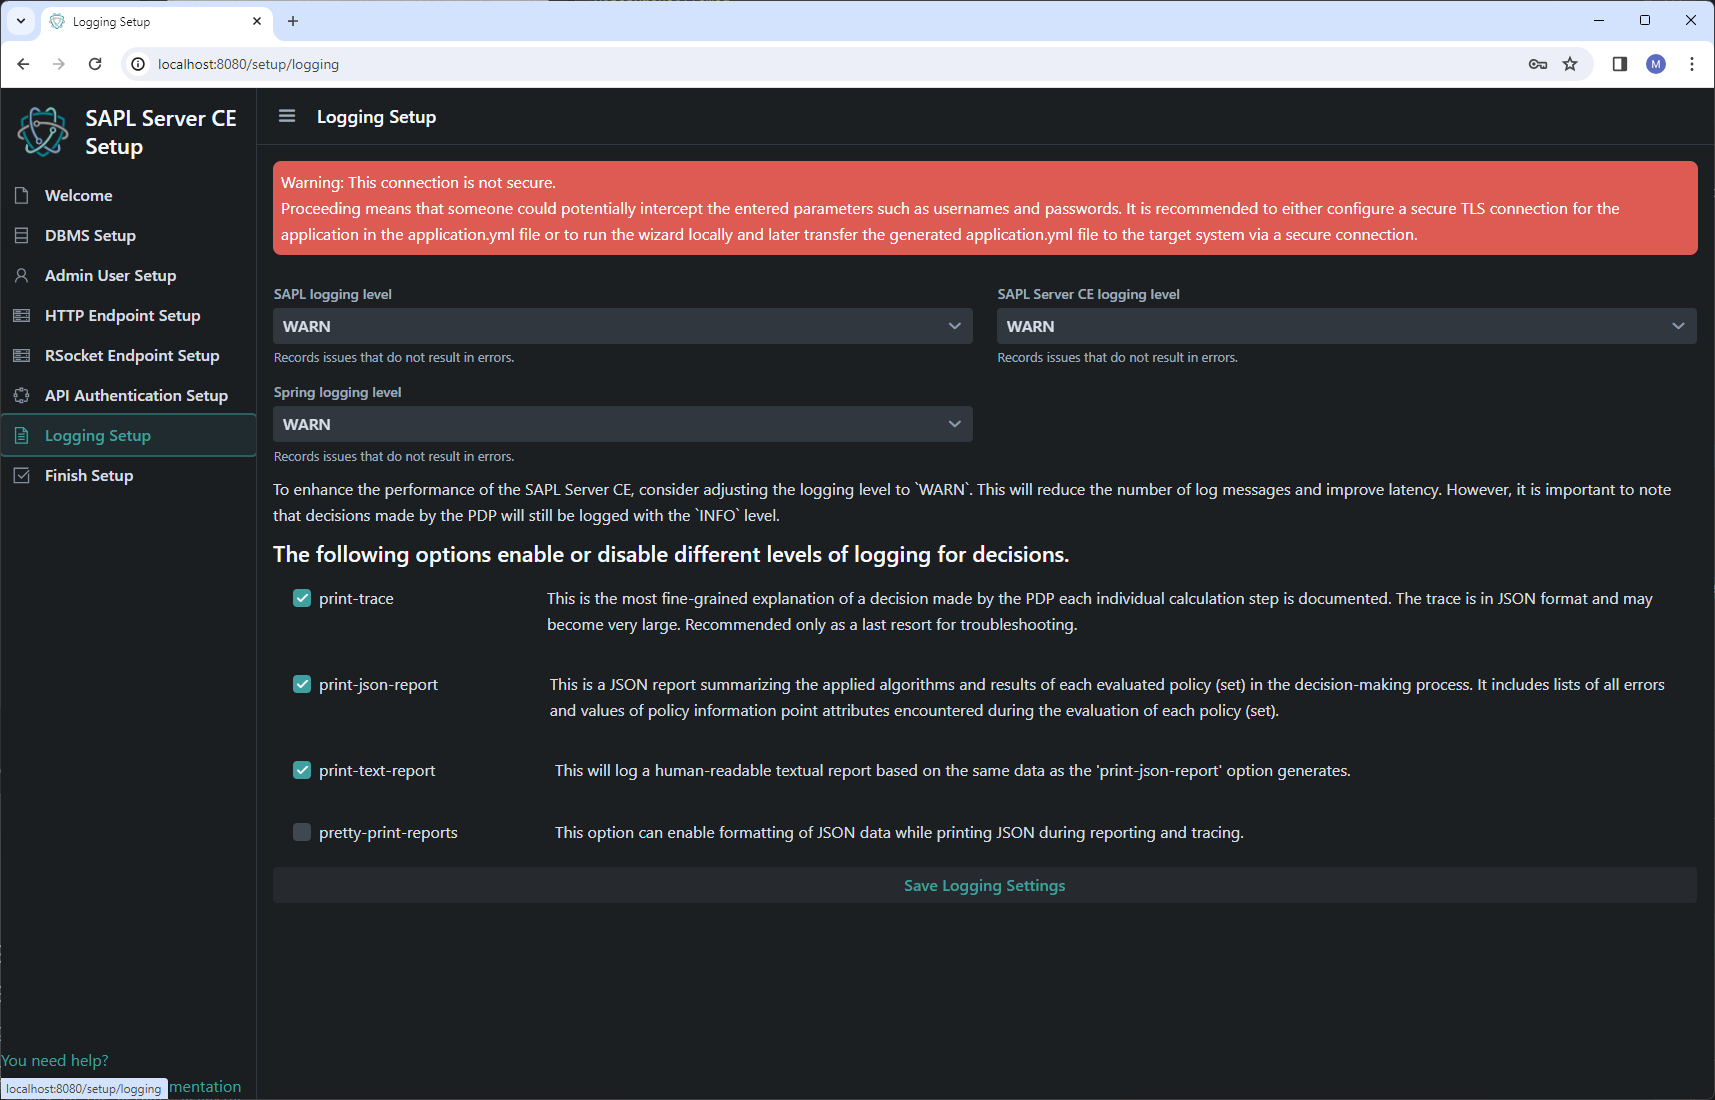 Logging Setup
localhost:8080/setup/logging
M
SAPL Server CE
Setup
Welcome
DBMS Setup
Admin User Setup
HTTP Endpoint Setup
RSocket Endpoint Setup
API Authentication Setup
Logging Setup
Finish Setup
You need help?
mentation
localhost:8080/setup/logging
Logging Setup
Warning: This connection is not secure.
Proceeding means that someone could potentially intercept the entered parameters such as usernames and passwords. It is recommended to either configure a secure TLS connection for the
application in the application.yml file or to run the wizard locally and later transfer the generated application.yml file to the target system via a secure connection.
SAPL logging level
WARN
Records issues that do not result in errors.
SAPL Server CE logging level
WARN
Records issues that do not result in errors.
Spring logging level
WARN
Records issues that do not result in errors.
To enhance the performance of the SAPL Server CE, consider adjusting the logging level to `WARN`. This will reduce the number of log messages and improve latency. However, it is important to note
that decisions made by the PDP will still be logged with the `INFO` level.
The following options enable or disable different levels of logging for decisions.
print-trace
This is the most fine-grained explanation of a decision made by the PDP each individual calculation step is documented. The trace is in JSON format and may
become very large. Recommended only as a last resort for troubleshooting.
print-json-report
This is a JSON report summarizing the applied algorithms and results of each evaluated policy (set) in the decision-making process. It includes lists of all errors
and values of policy information point attributes encountered during the evaluation of each policy (set).
print-text-report
This will log a human-readable textual report based on the same data as the 'print-json-report' option generates.
pretty-print-reports
This option can enable formatting of JSON data while printing JSON during reporting and tracing.
Save Logging Settings